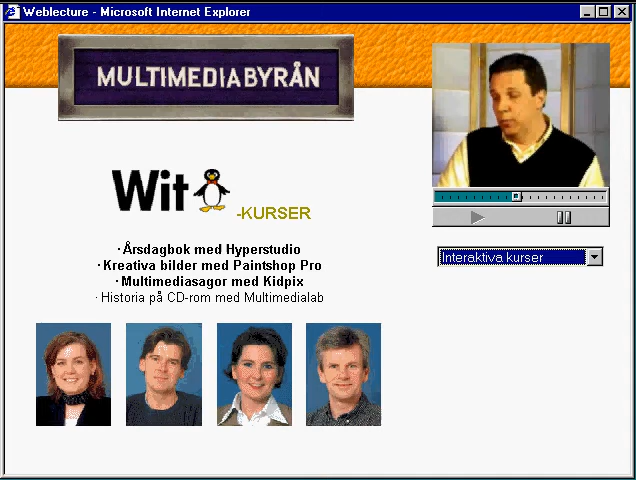 Weblecture - Microsoft Internet Explorer
MULTIMEDIABYRÅN
Wit
-KURSER
·Årsdagbok med Hyperstudio
·Kreativa bilder med Paintshop Pro
·Multimediasagor med Kidpix
·Historia på CD-rom med Multimedialab
Interaktiva kurser